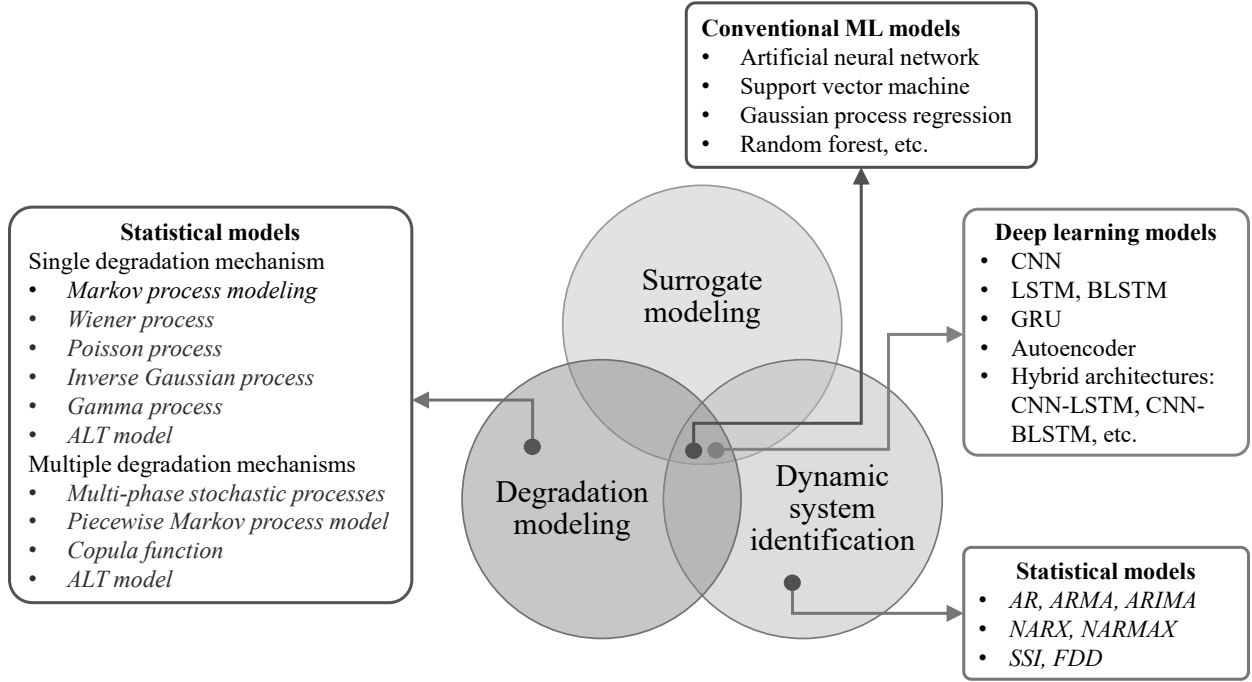 Conventional ML models
• Artificial neural network
• Support vector machine
• Gaussian process regression
• Random forest, etc.
Statistical models
Single degradation mechanism
• Markov process modeling
• Wiener process
• Poisson process
• Inverse Gaussian process
• Gamma process
• ALT model
Multiple degradation mechanisms
• Multi-phase stochastic processes
• Piecewise Markov process model
• Copula function
• ALT model
Surrogate
modeling
Degradation
modeling
Dynamic
system
identification
Deep learning models
• CNN
• LSTM, BLSTM
• GRU
• Autoencoder
• Hybrid architectures:
CNN-LSTM, CNN-
BLSTM, etc.
Statistical models
• AR, ARMA, ARIMA
• NARX, NARMAX
• SSI, FDD